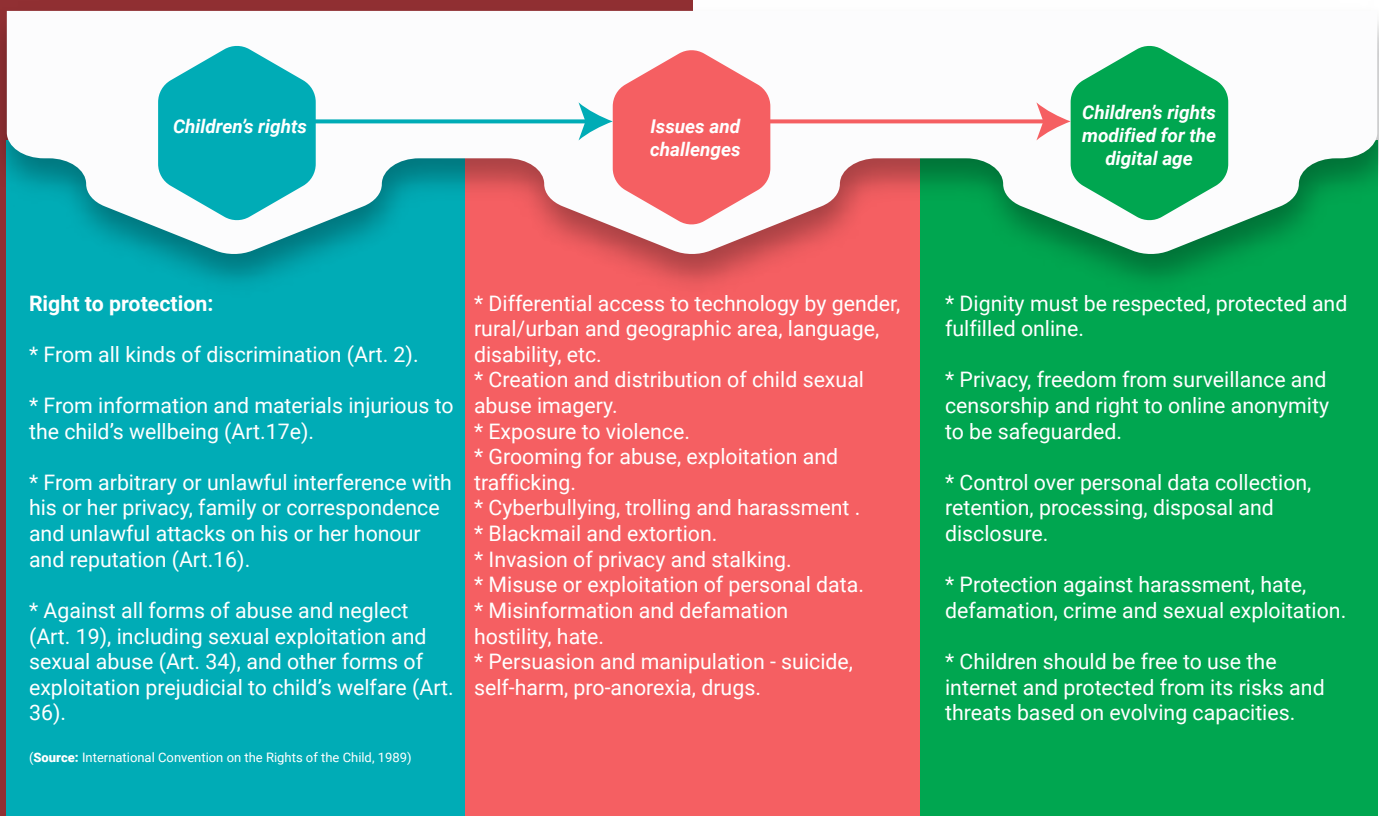 Children's rights
Issues and
challenges
Children's rights
modified for the
digital age
Right to protection:
* From all kinds of discrimination (Art. 2).
* From information and materials injurious to
the child's wellbeing (Art.17e).
* From arbitrary or unlawful interference with
his or her privacy, family or correspondence
and unlawful attacks on his or her honour
and reputation (Art.16).
* Against all forms of abuse and neglect
(Art. 19), including sexual exploitation and
sexual abuse (Art. 34), and other forms of
exploitation prejudicial to child's welfare (Art.
36).
(Source: International Convention on the Rights of the Child, 1989)
* Differential access to technology by gender,
rural/urban and geographic area, language,
disability, etc.
* Creation and distribution of child sexual
abuse imagery.
* Exposure to violence.
* Grooming for abuse, exploitation and
trafficking.
* Cyberbullying, trolling and harassment .
* Blackmail and extortion.
* Invasion of privacy and stalking.
* Misuse or exploitation of personal data.
* Misinformation and defamation
hostility, hate.
* Persuasion and manipulation - suicide,
self-harm, pro-anorexia, drugs.
* Dignity must be respected, protected and
fulfilled online.
* Privacy, freedom from surveillance and
censorship and right to online anonymity
to be safeguarded.
* Control over personal data collection,
retention, processing, disposal and
disclosure.
* Protection against harassment, hate,
defamation, crime and sexual exploitation.
* Children should be free to use the
internet and protected from its risks and
threats based on evolving capacities.